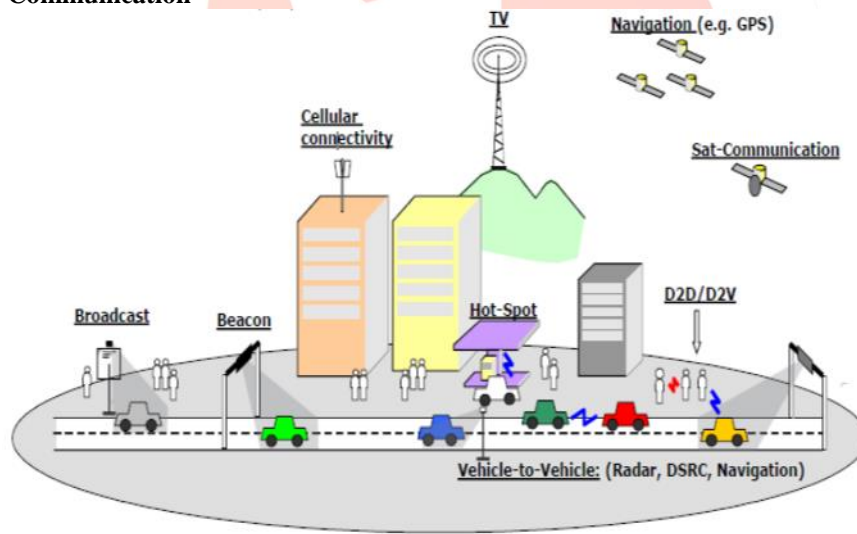 Communication
TV
Navigation (e.g. GPS)
Cellular
connectivity
Sat-Communication
D2D/D2V
Hot-Spot
Broadcast
Beacon
Vehicle-to-Vehicle: (Radar, DSRC, Navigation)